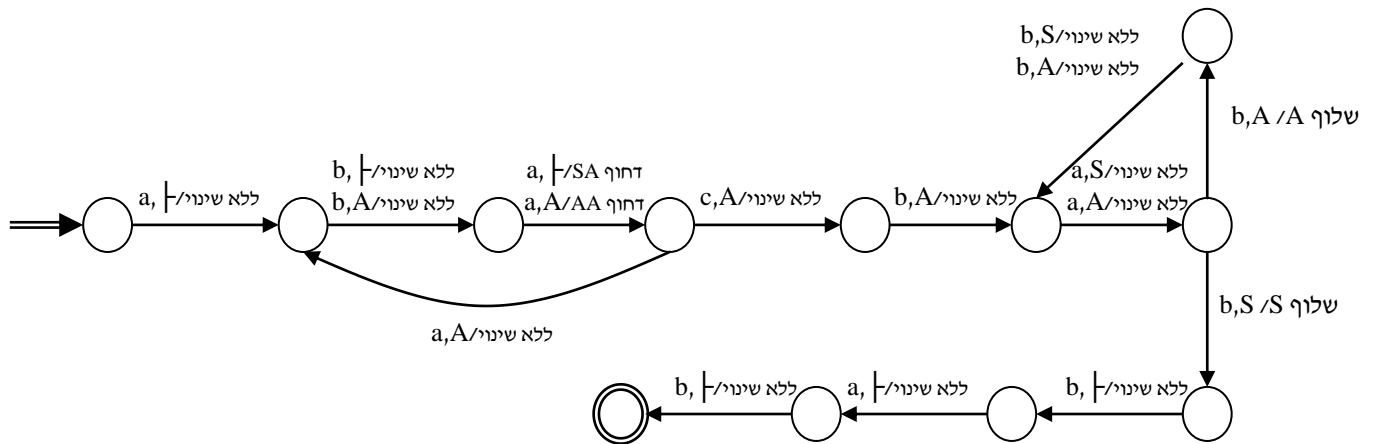 b,S/ללא שינוי
b,A/ללא שינוי
b,A /A שלוף
a,├/ללא שינוי
b,├/ללא שינוי
b,A/ללא שינוי
a,├/SA דחוף
a,A/AA דחוף
c,A/ללא שינוי
b,A/ללא שינוי
a,S/ללא שינוי
a,A/ללא שינוי
a,A/ללא שינוי
b,S /S שלוף
b,├/ללא שינוי
a,├/ללא שינוי
b,├/ללא שינוי